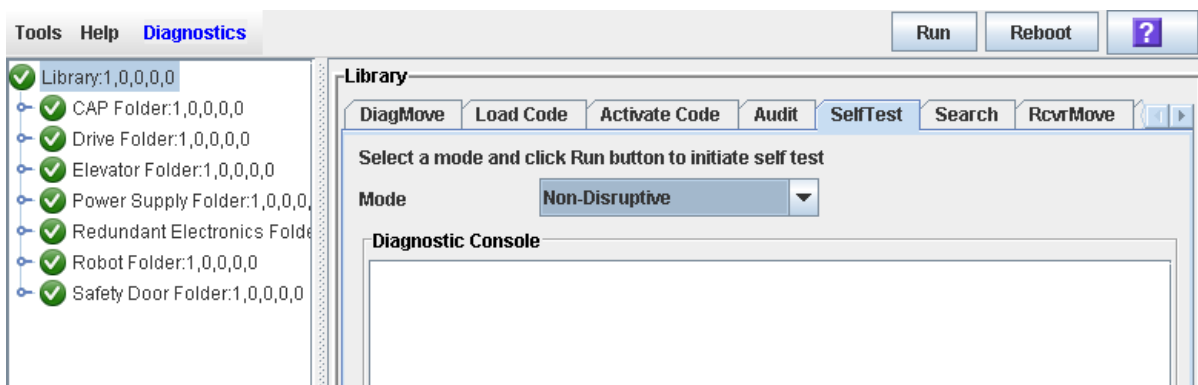 Tools Help Diagnostics Run Reboot ?
Library:1,0,0,0,0
CAP Folder:1,0,0,0,0
Drive Folder:1,0,0,0,0
Elevator Folder:1,0,0,0,0
Power Supply Folder:1,0,0,0,
Redundant Electronics Folde
Robot Folder:1,0,0,0,0
Safety Door Folder:1,0,0,0,0
Library
DiagMove Load Code Activate Code Audit SelfTest Search RcvrMove
Select a mode and click Run button to initiate self test
Mode Non-Disruptive
Diagnostic Console